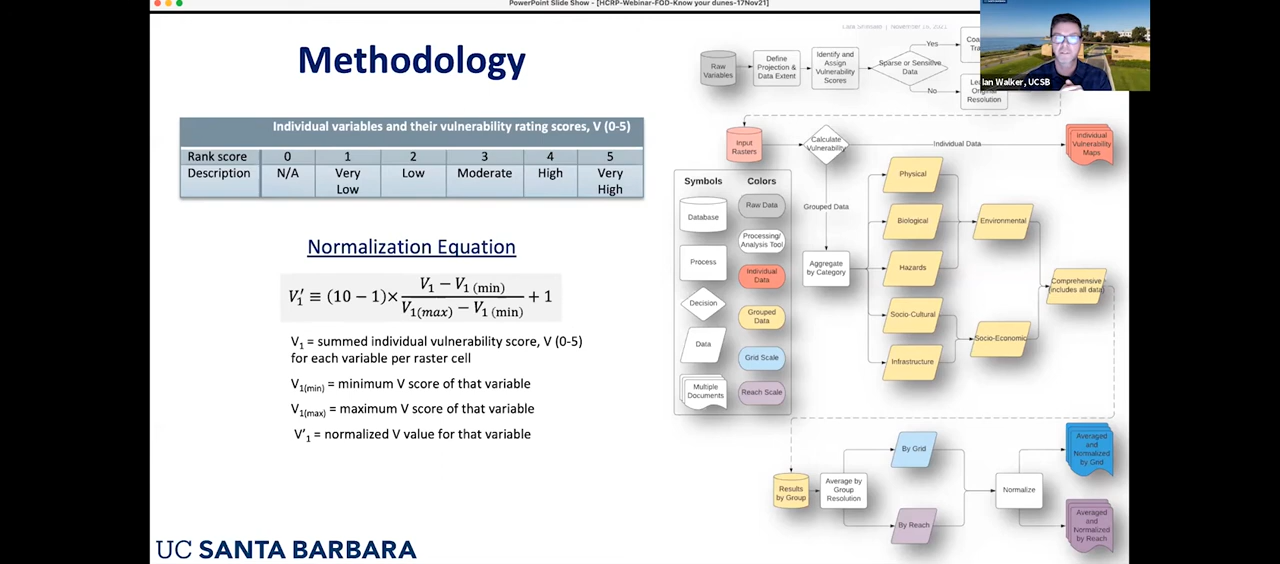 PowerPoint Slide Show - [HCRP-Webinar-FOD-Know your dunes-17Nov21]
Methodology
Individual variables and their vulnerability rating scores, V (0-5)
Rank score 0 1 2 3 4 5
Description N/A Very Low Low Moderate High Very High
Normalization Equation
V₁′ ≡ (10 − 1)× (V₁ − V₁ (min)) / (V₁(max) − V₁ (min)) + 1
V₁ = summed individual vulnerability score, V (0-5)
for each variable per raster cell
V₁(min) = minimum V score of that variable
V₁(max) = maximum V score of that variable
V'₁ = normalized V value for that variable
UC SANTA BARBARA
Ian Walker, UCSB
Raw
Variables
Define
Projection &
Data Extent
Identify and
Assign
Vulnerability
Scores
Sparse or Sensitive
Data
Yes
No
Original
Resolution
Input
Rasters
Calculate
Vulnerability
Individual Data
Individual
Vulnerability
Maps
Grouped Data
Aggregate
by Category
Physical
Biological
Hazards
Socio-Cultural
Infrastructure
Environmental
Socio-Economic
Comprehensive
(includes all data)
Symbols
Database
Process
Decision
Data
Multiple
Documents
Colors
Raw Data
Processing/
Analysis Tool
Individual
Data
Grouped
Data
Grid Scale
Reach Scale
Results
by Group
Average by
Group
Resolution
By Grid
By Reach
Normalize
Averaged
and
Normalized
by Grid
Averaged
and
Normalized
by Reach